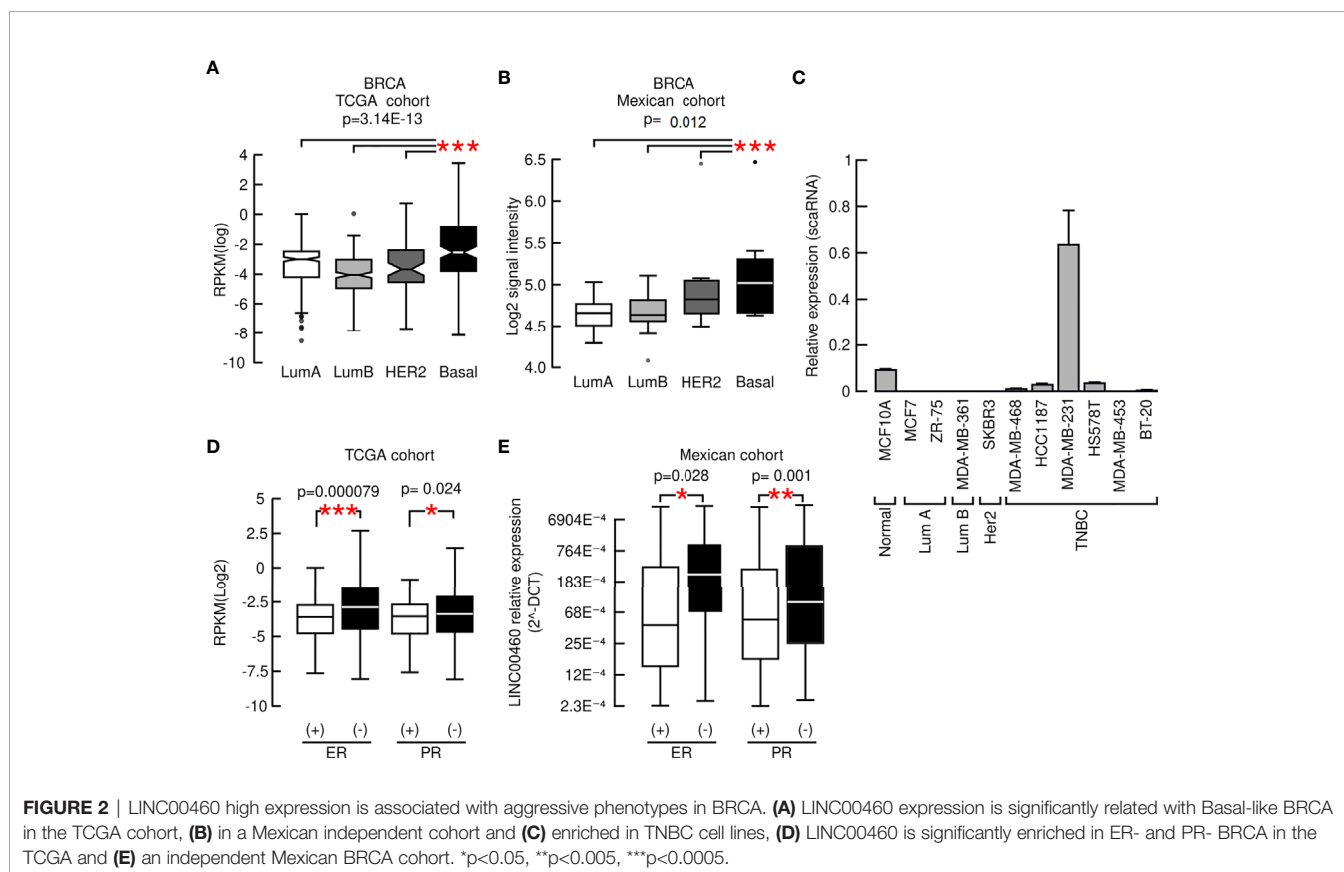 A
BRCA
TCGA cohort
p=3.14E-13
***
RPKM(log)
4
2
0
-2
-4
-6
-8
-10
LumA LumB HER2 Basal
B
BRCA
Mexican cohort
p= 0.012
***
Log2 signal intensity
6.5
6.0
5.5
5.0
4.5
4.0
LumA LumB HER2 Basal
C
Relative expression (scaRNA)
1
0.8
0.6
0.4
0.2
0
MCF10A
MCF7
ZR-75
MDA-MB-361
SKBR3
MDA-MB-468
HCC1187
MDA-MB-231
HS578T
MDA-MB-453
BT-20
Normal
Lum A
Lum B
Her2
TNBC
D
TCGA cohort
p=0.000079 p= 0.024
*** *
RPKM(Log2)
5
2.5
0
-2.5
-5
-7.5
-10
(+) (-) (+) (-)
ER PR
E
Mexican cohort
p=0.028 p= 0.001
* **
LINC00460 relative expression
(2^-DCT)
6904E⁻⁴
764E⁻⁴
183E⁻⁴
68E⁻⁴
25E⁻⁴
12E⁻⁴
2.3E⁻⁴
(+) (-) (+) (-)
ER PR
FIGURE 2 | LINC00460 high expression is associated with aggressive phenotypes in BRCA. (A) LINC00460 expression is significantly related with Basal-like BRCA
in the TCGA cohort, (B) in a Mexican independent cohort and (C) enriched in TNBC cell lines, (D) LINC00460 is significantly enriched in ER- and PR- BRCA in the
TCGA and (E) an independent Mexican BRCA cohort. *p<0.05, **p<0.005, ***p<0.0005.